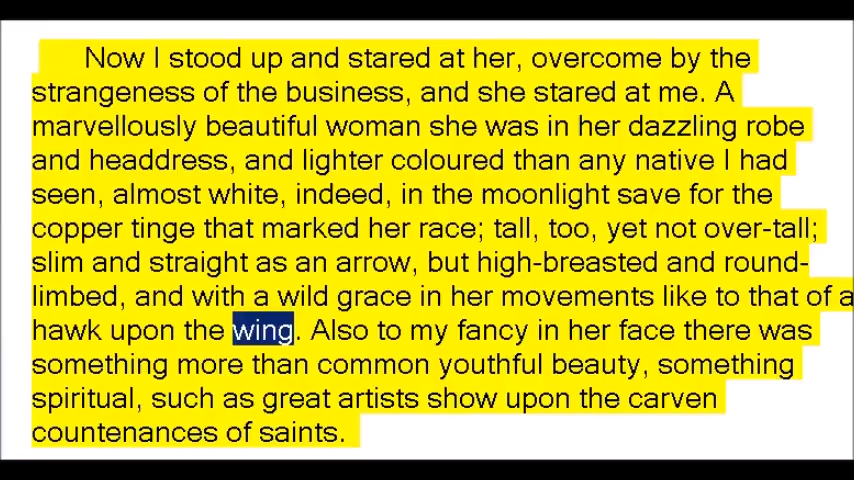 Now I stood up and stared at her, overcome by the
strangeness of the business, and she stared at me. A
marvellously beautiful woman she was in her dazzling robe
and headdress, and lighter coloured than any native I had
seen, almost white, indeed, in the moonlight save for the
copper tinge that marked her race; tall, too, yet not over-tall;
slim and straight as an arrow, but high-breasted and round-
limbed, and with a wild grace in her movements like to that of a
hawk upon the wing. Also to my fancy in her face there was
something more than common youthful beauty, something
spiritual, such as great artists show upon the carven
countenances of saints.